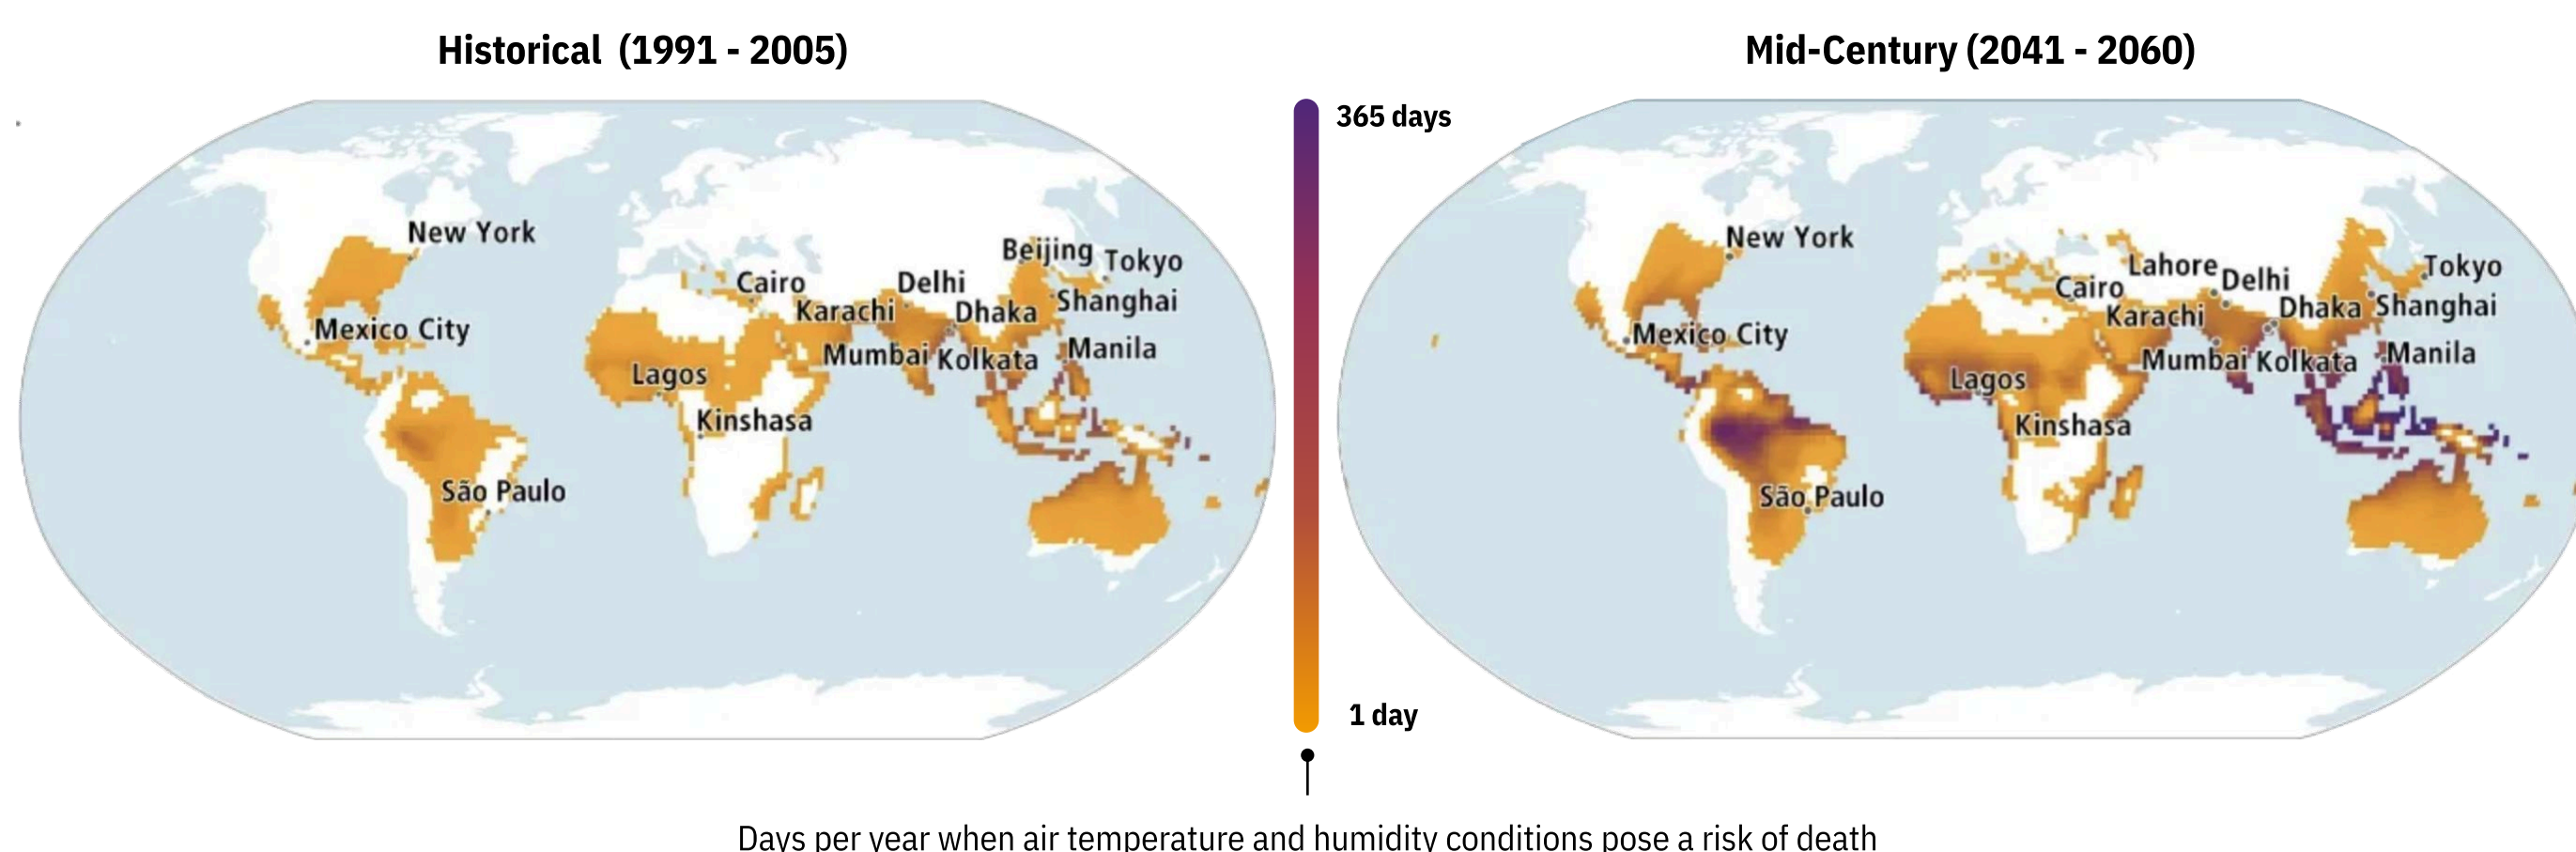 Historical (1991 - 2005)
New York
Beijing
Tokyo
Cairo
Delhi
Karachi
Dhaka
Shanghai
Mexico City
Mumbai
Kolkata
Manila
Lagos
Kinshasa
São Paulo
365 days
1 day
Mid-Century (2041 - 2060)
New York
Lahore
Delhi
Tokyo
Cairo
Karachi
Dhaka
Shanghai
Mexico City
Mumbai
Kolkata
Manila
Lagos
Kinshasa
São Paulo
Days per year when air temperature and humidity conditions pose a risk of death